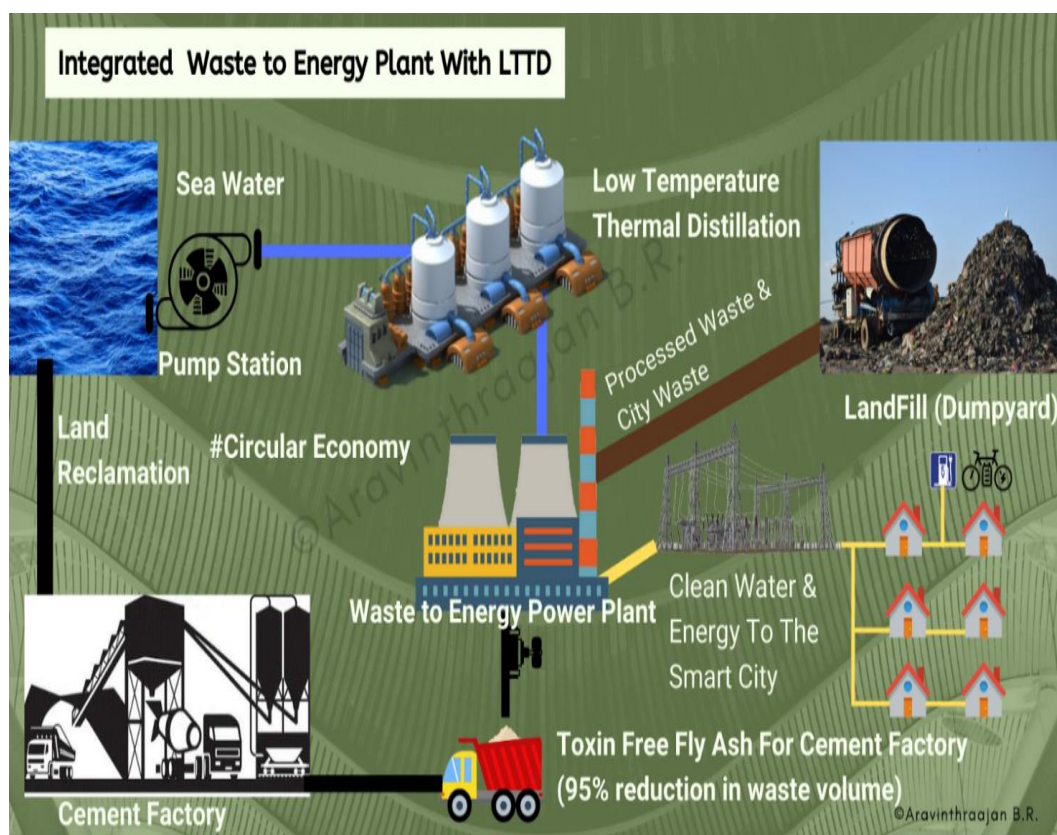 Integrated Waste to Energy Plant With LTTD
Sea Water
Low Temperature
Thermal Distillation
Pump Station
Processed Waste &
City Waste
LandFill (Dumpyard)
Land
Reclamation
#Circular Economy
©Aravinthraajan B.R.
Waste to Energy Power Plant
Clean Water &
Energy To The
Smart City
Toxin Free Fly Ash For Cement Factory
(95% reduction in waste volume)
Cement Factory
©Aravinthraajan B.R.